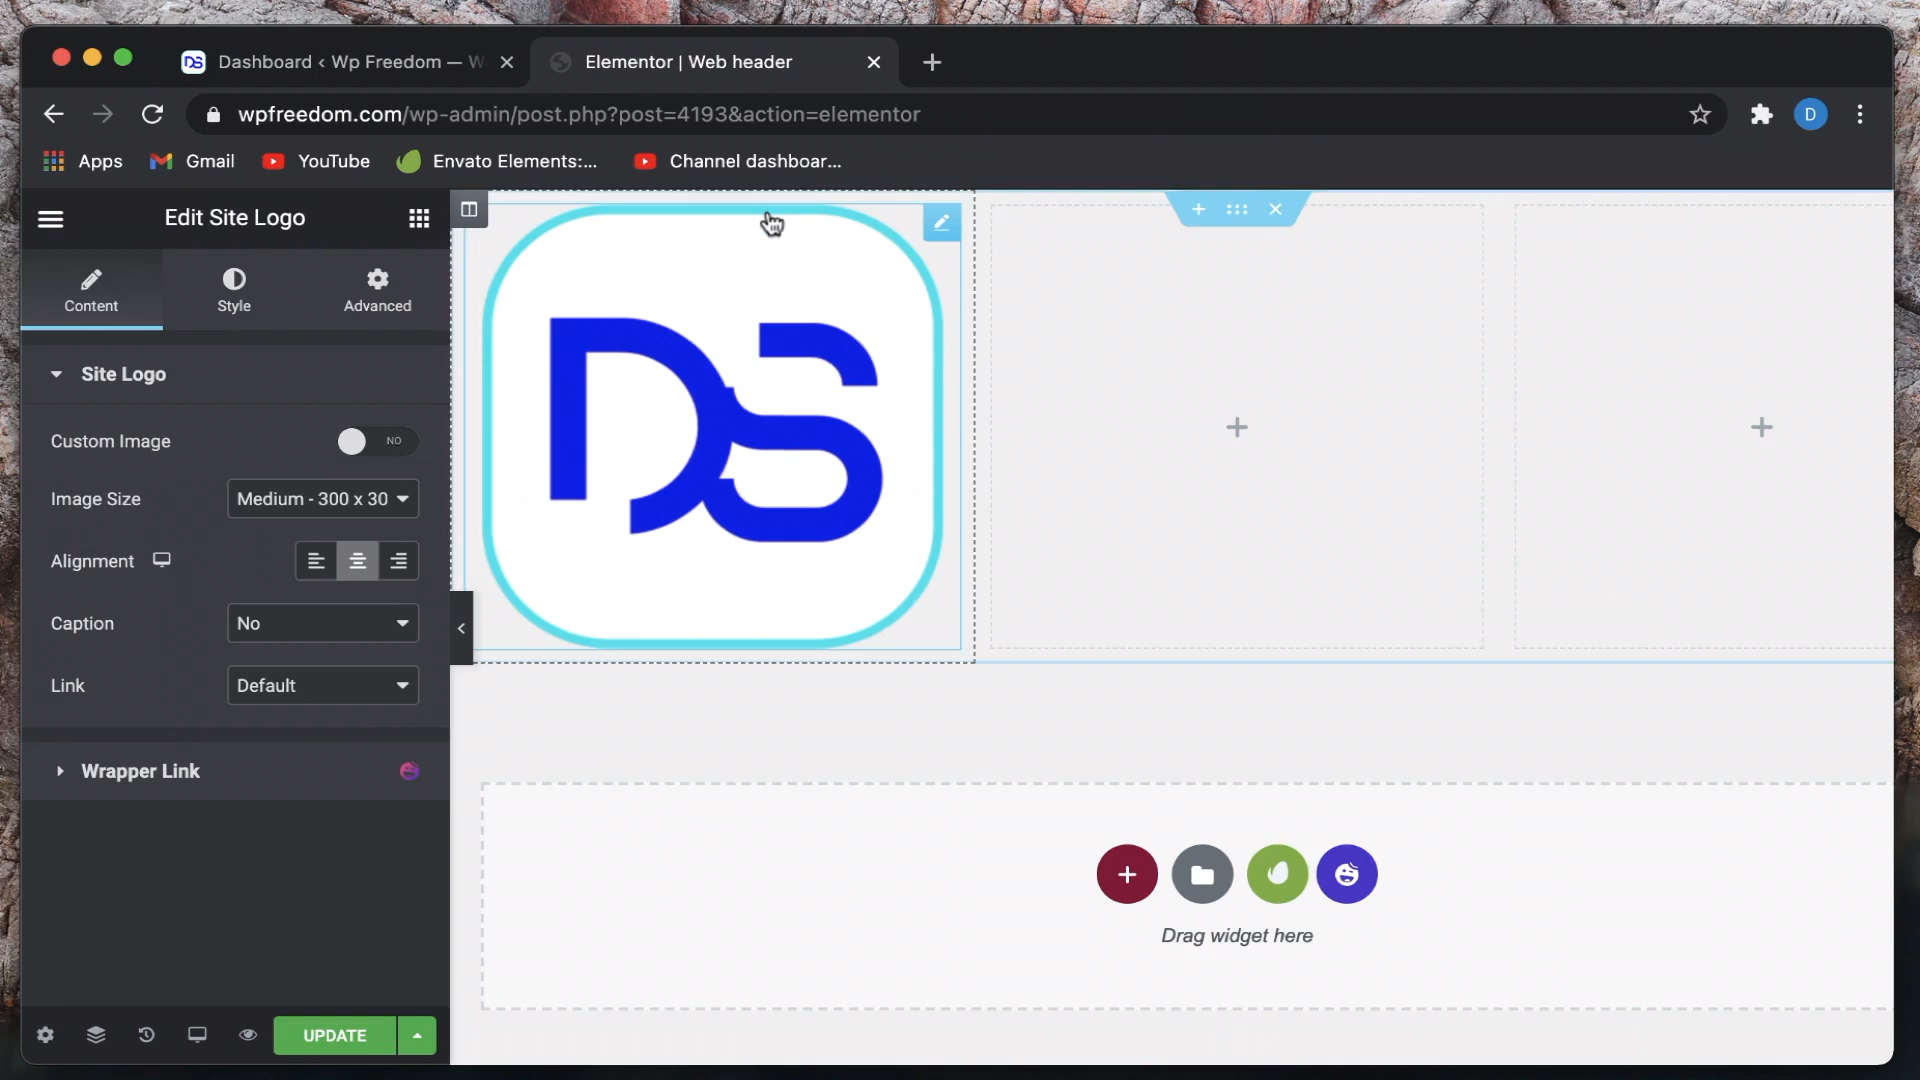 Dashboard ‹ Wp Freedom — W
Elementor | Web header
wpfreedom.com/wp-admin/post.php?post=4193&action=elementor
D
Apps
Gmail
YouTube
Envato Elements:...
Channel dashboar...
Edit Site Logo
Content
Style
Advanced
Site Logo
Custom Image
NO
Image Size
Medium - 300 x 30
Alignment
Caption
No
Link
Default
Wrapper Link
UPDATE
DS
Drag widget here